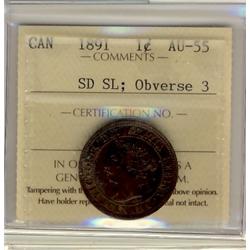 CAN 1891 1¢ AU-55
COMMENTS
SD SL; Obverse 3
CERTIFICATION NO.
IN O
GEN
Tampering with th above opinion.
Have holder rep al not intact.